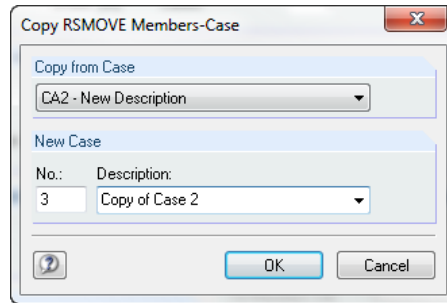 Copy RSMOVE Members-Case
Copy from Case
CA2 - New Description
New Case
No.: Description:
3 Copy of Case 2
OK Cancel